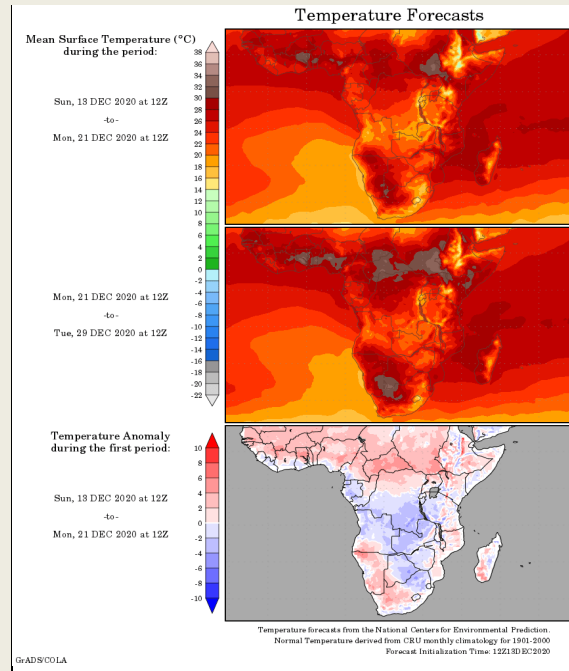 Temperature Forecasts
Mean Surface Temperature (°C)
during the period:
Sun, 13 DEC 2020 at 12Z
-to-
Mon, 21 DEC 2020 at 12Z
38
36
34
32
30
28
26
24
22
20
18
16
14
12
10
8
6
4
2
0
-2
-4
-6
-8
-10
-12
-14
-16
-18
-20
-22
Mon, 21 DEC 2020 at 12Z
-to-
Tue, 29 DEC 2020 at 12Z
Temperature Anomaly
during the first period:
Sun, 13 DEC 2020 at 12Z
-to-
Mon, 21 DEC 2020 at 12Z
10
8
6
4
2
0
-2
-4
-6
-8
-10
Temperature forecasts from the National Centers for Environmental Prediction.
Normal Temperature derived from CRU monthly climatology for 1901-2000
Forecast Initialization Time: 12Z13DEC2020
GrADS/COLA